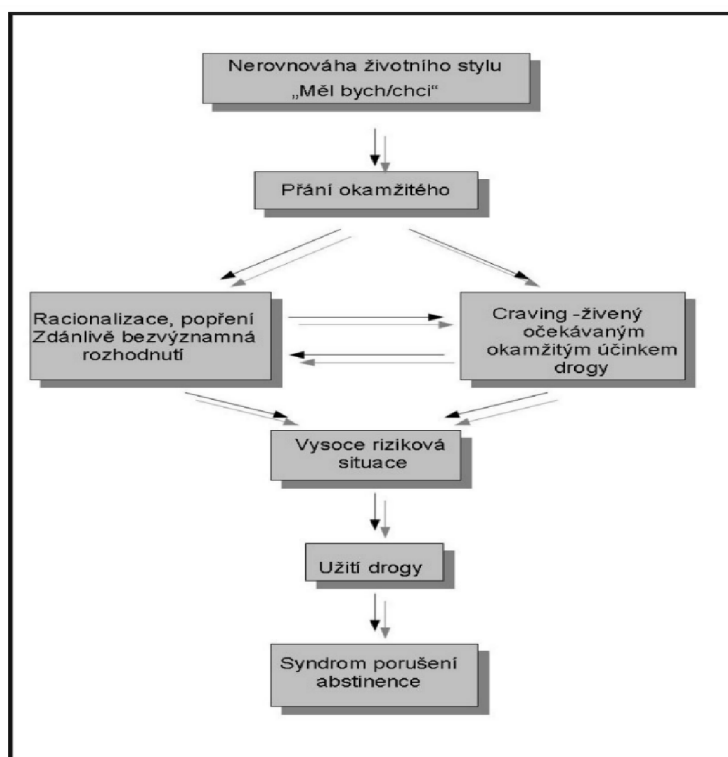 Nerovnováha životního stylu
„Měl bych/chci“
Přání okamžitého
Racionalizace, popření
Zdánlivě bezvýznamná
rozhodnutí
Craving -živený
očekávaným
okamžitým účinkem
drogy
Vysoce riziková
situace
Užití drogy
Syndrom porušení
abstinence